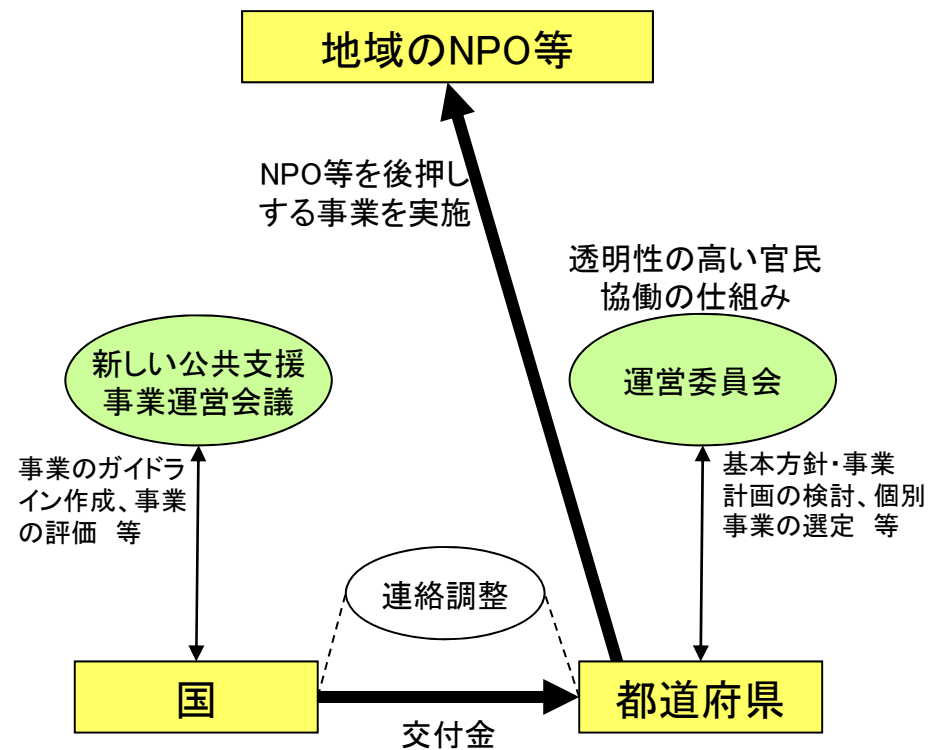 地域のNPO等
NPO等を後押し
する事業を実施
透明性の高い官民
協働の仕組み
新しい公共支援
事業運営会議
運営委員会
事業のガイドラ
イン作成、事業
の評価　等
基本方針・事業
計画の検討、個別
事業の選定　等
連絡調整
国
都道府県
交付金